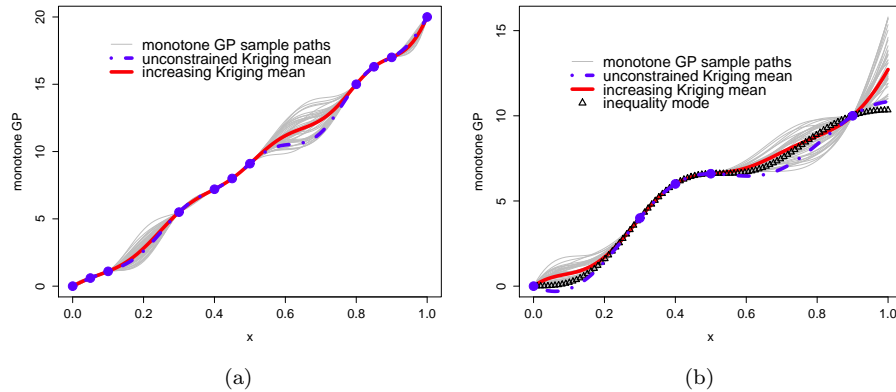 monotone GP sample paths
unconstrained Kriging mean
increasing Kriging mean
monotone GP
0
5
10
15
20
0.0
0.2
0.4
0.6
0.8
1.0
x
(a)
monotone GP sample paths
unconstrained Kriging mean
increasing Kriging mean
inequality mode
monotone GP
0
5
10
15
0.0
0.2
0.4
0.6
0.8
1.0
x
(b)